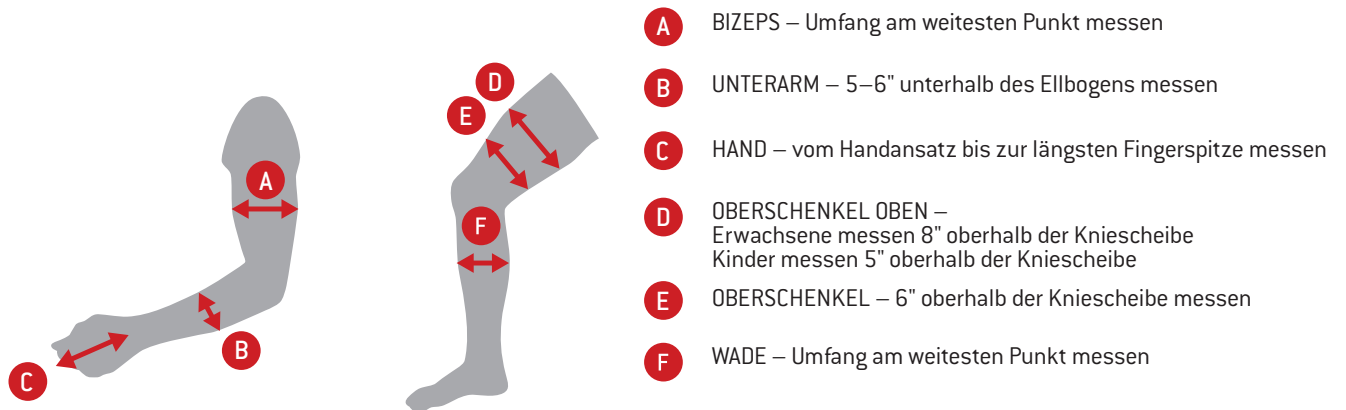 A BIZEPS – Umfang am weitesten Punkt messen
B UNTERARM – 5–6" unterhalb des Ellbogens messen
C HAND – vom Handansatz bis zur längsten Fingerspitze messen
D OBERSCHENKEL OBEN –
Erwachsene messen 8" oberhalb der Kniescheibe
Kinder messen 5" oberhalb der Kniescheibe
E OBERSCHENKEL – 6" oberhalb der Kniescheibe messen
F WADE – Umfang am weitesten Punkt messen
A
B
C
D
E
F